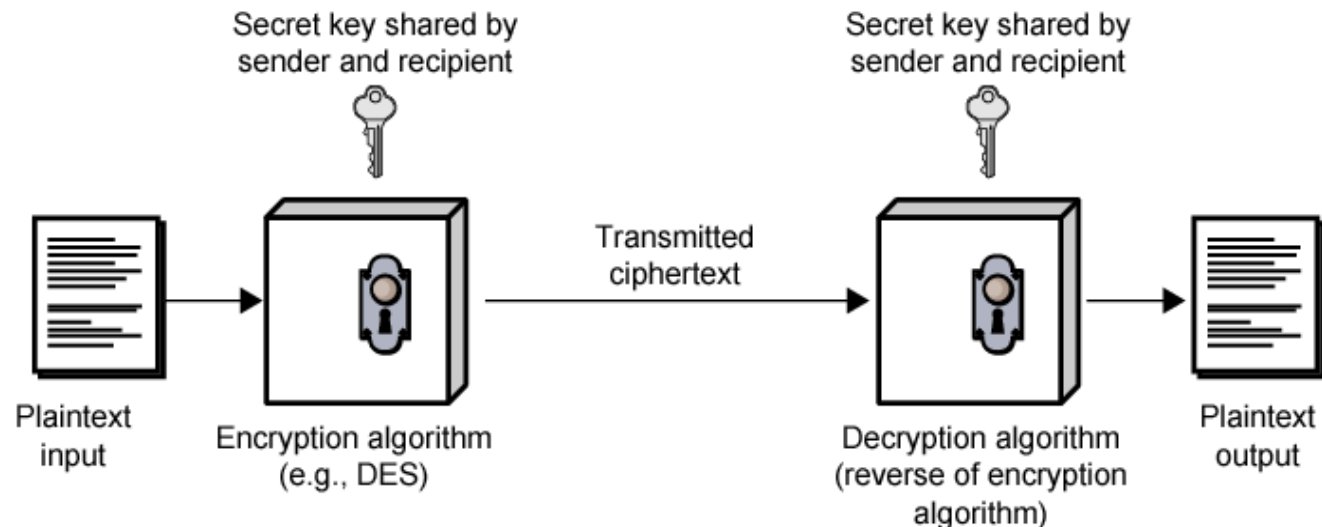 Secret key shared by
sender and recipient
Secret key shared by
sender and recipient
Transmitted
ciphertext
Plaintext
input
Encryption algorithm
(e.g., DES)
Decryption algorithm
(reverse of encryption
algorithm)
Plaintext
output